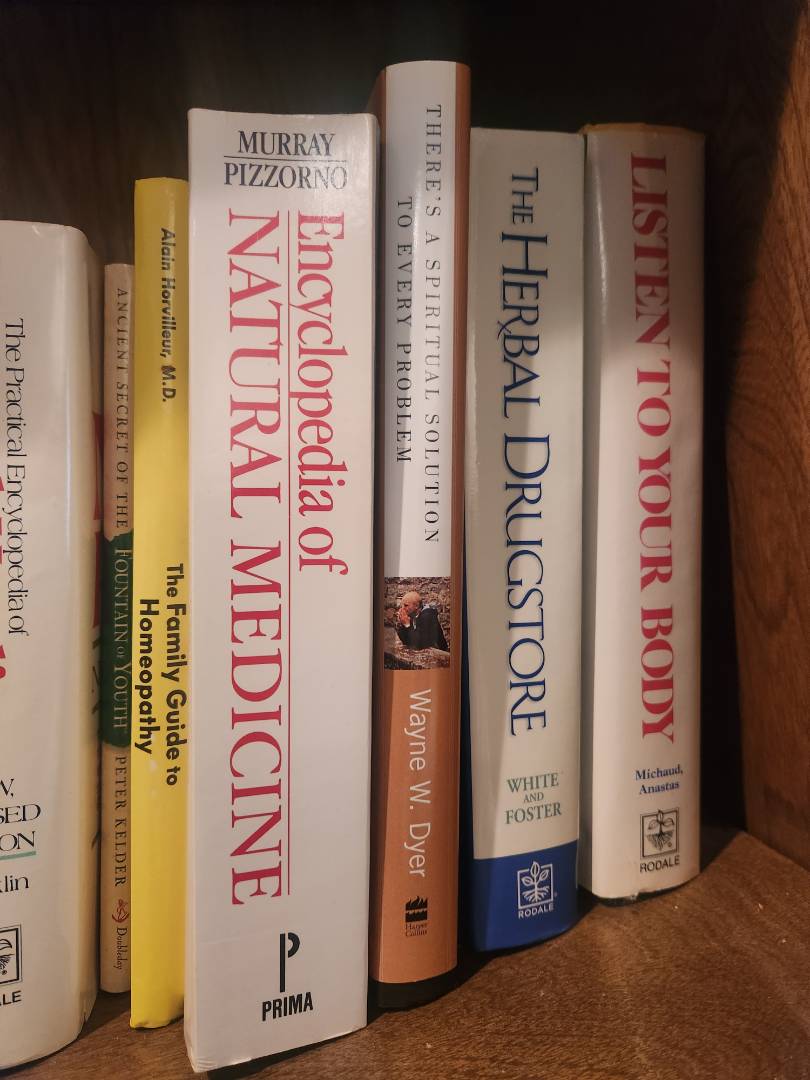 The Practical Encyclopedia of
ON
ANCIENT SECRET OF THE FOUNTAIN OF YOUTH PETER KELDER
Doubleday
Alain Horvilleur, M.D.
The Family Guide to
Homeopathy
MURRAY
PIZZORNO
Encyclopedia of
NATURAL MEDICINE
P
PRIMA
THERE'S A SPIRITUAL SOLUTION
TO EVERY PROBLEM
Wayne W. Dyer
Harper
Collins
THE HERBAL DRUGSTORE
WHITE
AND
FOSTER
RODALE
LISTEN TO YOUR BODY
Michaud,
Anastas
RODALE